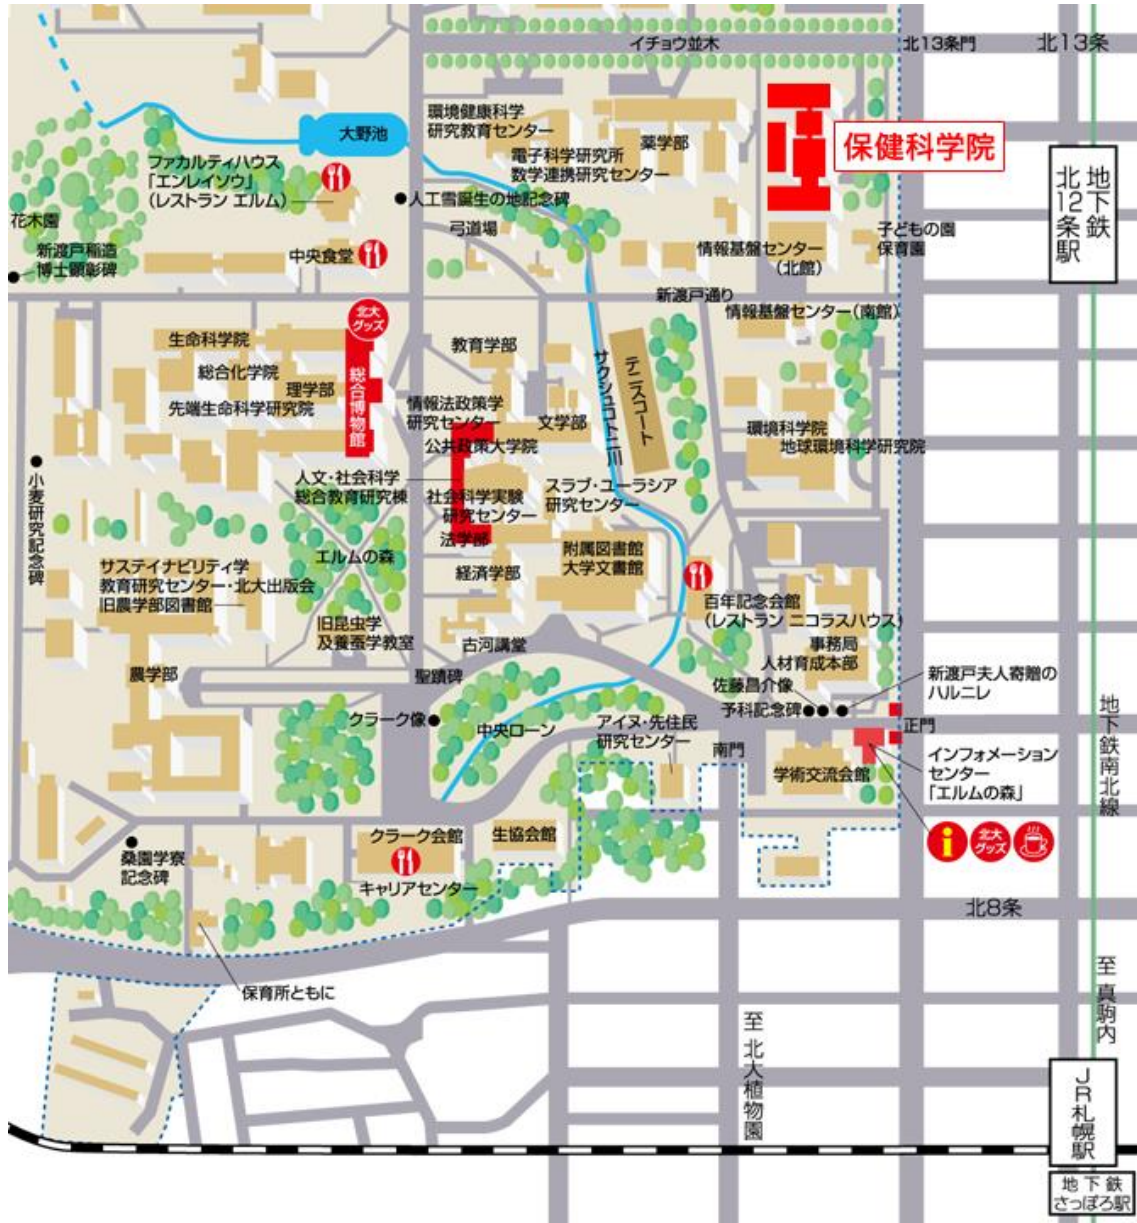 イチョウ並木
北13条門
北13条
環境健康科学
研究教育センター
大野池
薬学部
保健科学院
電子科学研究所
数学連携研究センター
ファカルティハウス
「エンレイソウ」
(レストラン エルム)
地下鉄
北12条駅
人工雪誕生の地記念碑
花木園
弓道場
子どもの園
保育園
新渡戸稲造
博士顕彰碑
中央食堂
情報基盤センター
(北館)
新渡戸通り
情報基盤センター(南館)
北大
グッズ
生命科学院
総合化学院
理学部
先端生命科学研究院
総合博物館
教育学部
サクシュコトニ川
テニスコート
情報法政策学
研究センター
文学部
公共政策大学院
環境科学院
地球環境科学研究院
小麦研究記念碑
人文・社会科学
総合教育研究棟
社会科学実験
研究センター
スラブ・ユーラシア
研究センター
法学部
エルムの森
附属図書館
大学文書館
サステイナビリティ学
教育研究センター・北大出版会
旧農学部図書館
経済学部
百年記念会館
(レストラン ニコラスハウス)
旧昆虫学
及養蚕学教室
古河講堂
事務局
人材育成本部
農学部
聖蹟碑
佐藤昌介像
新渡戸夫人寄贈の
ハルニレ
予科記念碑
クラーク像
中央ローン
アイヌ・先住民
研究センター
南門
正門
地下鉄南北線
学術交流会館
インフォメーション
センター
「エルムの森」
i
北大
グッズ
クラーク会館
生協会館
桑園学寮
記念碑
キャリアセンター
北8条
保育所ともに
至 真駒内
至 北大植物園
JR札幌駅
地下鉄
さっぽろ駅